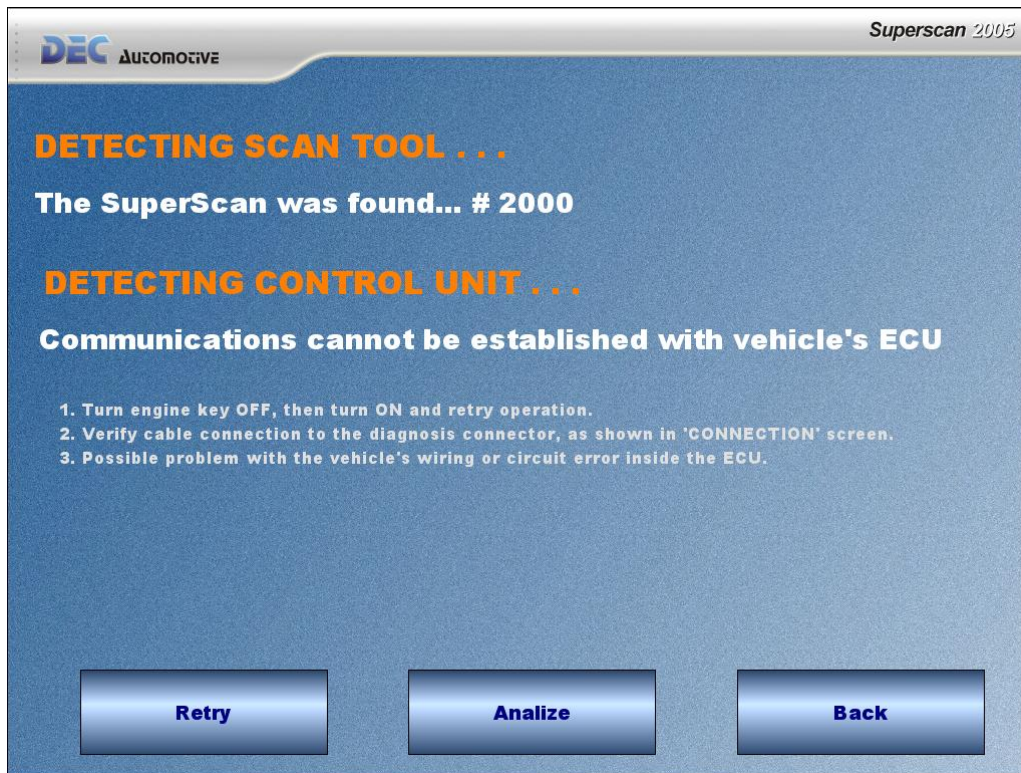 DEC Automotive
Superscan 2005
DETECTING SCAN TOOL . . .
The SuperScan was found... # 2000
DETECTING CONTROL UNIT . . .
Communications cannot be established with vehicle's ECU
1. Turn engine key OFF, then turn ON and retry operation.
2. Verify cable connection to the diagnosis connector, as shown in 'CONNECTION' screen.
3. Possible problem with the vehicle's wiring or circuit error inside the ECU.
Retry
Analize
Back